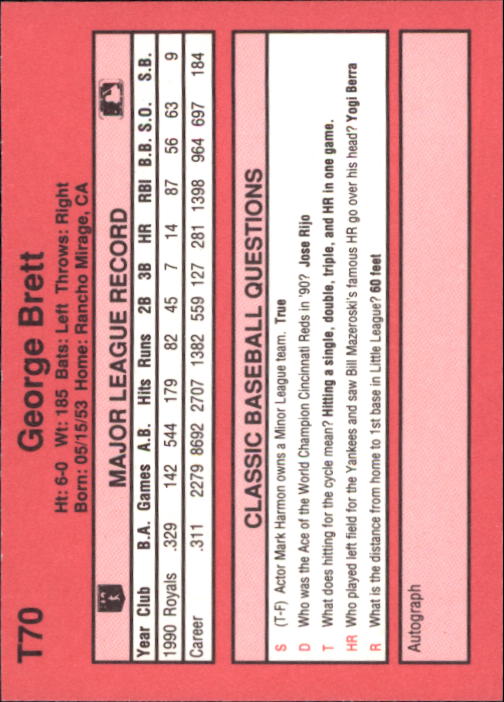 T70 George Brett
Ht: 6-0 Wt: 185 Bats: Left Throws: Right
Born: 05/15/53 Home: Rancho Mirage, CA
MAJOR LEAGUE RECORD
Year Club B.A. Games A.B. Hits Runs 2B 3B HR RBI B.B. S.O. S.B.
1990 Royals .329 142 544 179 82 45 7 14 87 56 63 9
Career .311 2279 8692 2707 1382 559 127 281 1398 964 697 184
CLASSIC BASEBALL QUESTIONS
S (T-F) Actor Mark Harmon owns a Minor League team. True
D Who was the Ace of the World Champion Cincinnati Reds in '90? Jose Rijo
T What does hitting for the cycle mean? Hitting a single, double, triple, and HR in one game.
HR Who played left field for the Yankees and saw Bill Mazeroski's famous HR go over his head? Yogi Berra
R What is the distance from home to 1st base in Little League? 60 feet
Autograph